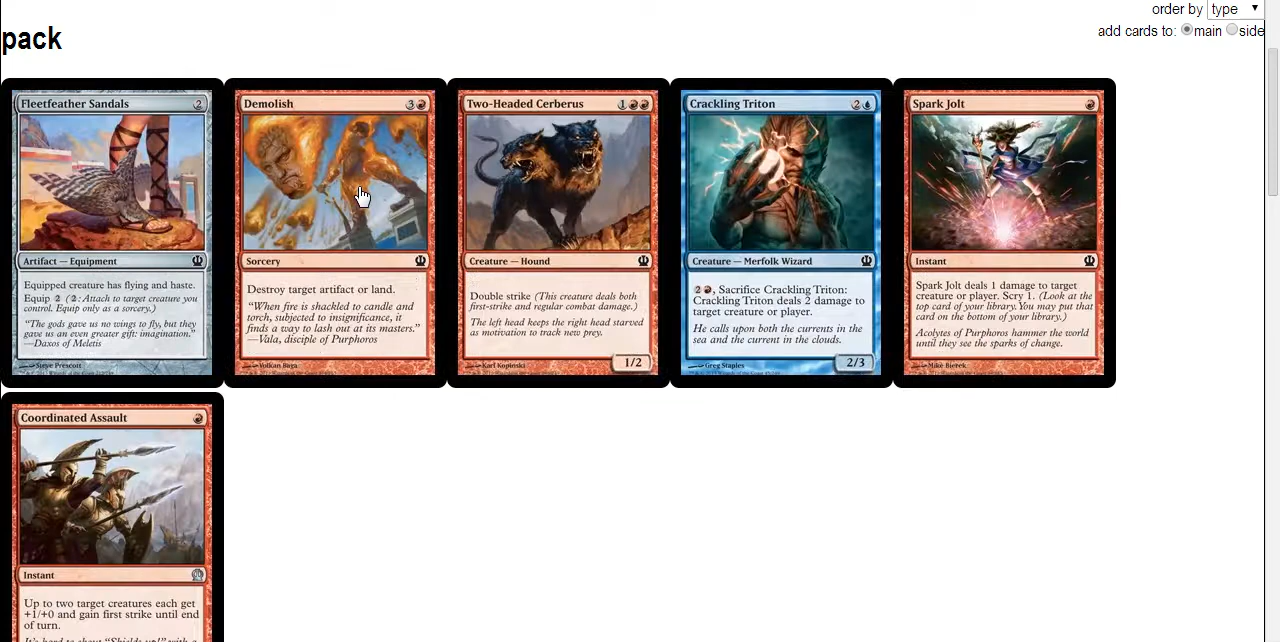 order by type
pack
add cards to: main side
Fleetfeather Sandals 2
Artifact — Equipment
Equipped creature has flying and haste.
Equip 2 (2: Attach to target creature you
control. Equip only as a sorcery.)
"The gods gave us no wings to fly, but they
gave us an even greater gift: imagination."
—Daxos of Meletis
Steve Prescott
Demolish 3
Sorcery
Destroy target artifact or land.
"When fire is shackled to candle and
torch, subjected to insignificance, it
finds a way to lash out at its masters."
—Vala, disciple of Purphoros
Volkan Baga
Two-Headed Cerberus 1
Creature — Hound
Double strike (This creature deals both
first-strike and regular combat damage.)
The left head keeps the right head starved
as motivation to track new prey.
1/2
Karl Kopinski
Crackling Triton 2
Creature — Merfolk Wizard
2, Sacrifice Crackling Triton:
Crackling Triton deals 2 damage to
target creature or player.
He calls upon both the currents in the
sea and the current in the clouds.
2/3
Greg Staples
Spark Jolt
Instant
Spark Jolt deals 1 damage to target
creature or player. Scry 1. (Look at the
top card of your library. You may put that
card on the bottom of your library.)
Acolytes of Purphoros hammer the world
until they see the sparks of change.
Mike Bierek
Coordinated Assault
Instant
Up to two target creatures each get
+1/+0 and gain first strike until end
of turn.